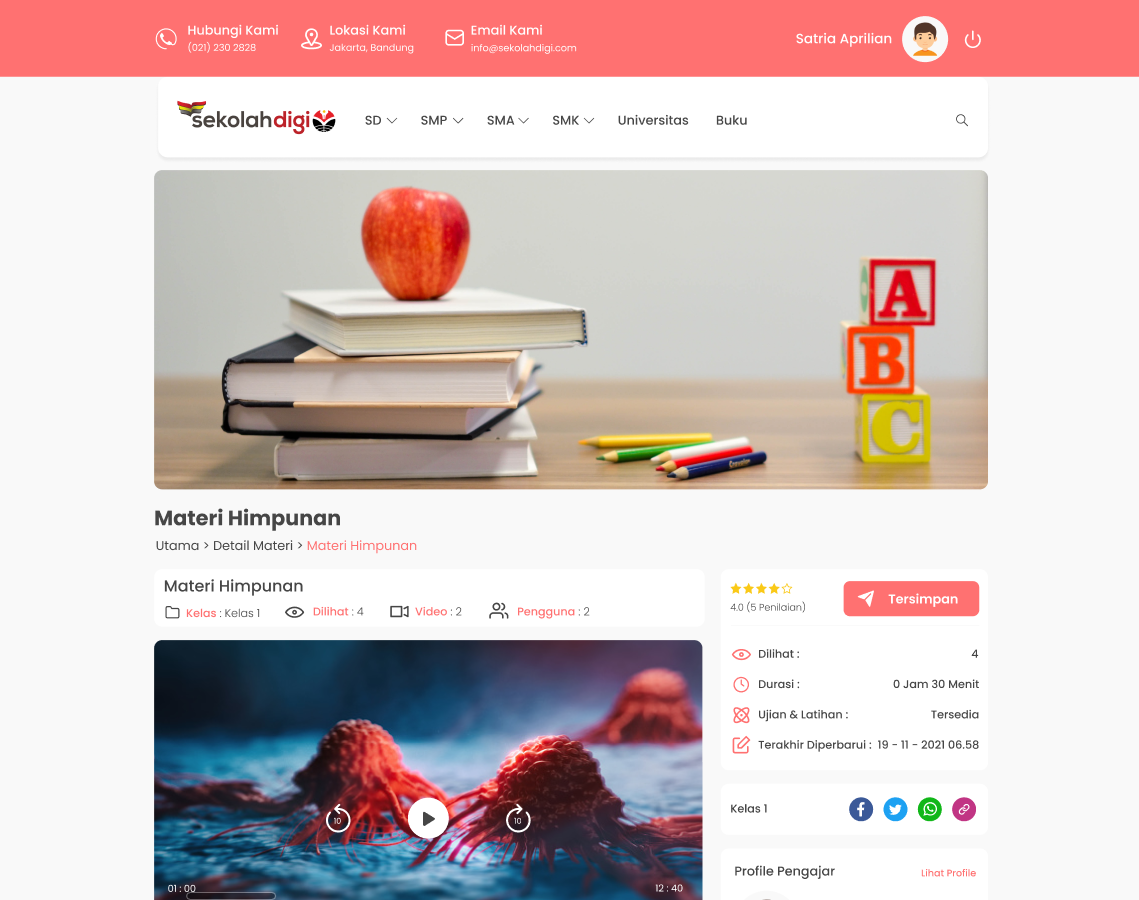 Hubungi Kami
(021) 230 2828
Lokasi Kami
Jakarta, Bandung
Email Kami
info@sekolahdigi.com
Satria Aprilian
sekolahdigi
SD
SMP
SMA
SMK
Universitas
Buku
A
B
C
Materi Himpunan
Utama > Detail Materi > Materi Himpunan
Materi Himpunan
Kelas : Kelas 1
Dilihat : 4
Video : 2
Pengguna : 2
4.0 (5 Penilaian)
Tersimpan
Dilihat : 4
Durasi : 0 Jam 30 Menit
Ujian & Latihan : Tersedia
Terakhir Diperbarui : 19 - 11 - 2021 06.58
10
10
01 : 00
12 : 40
Kelas 1
Profile Pengajar
Lihat Profile